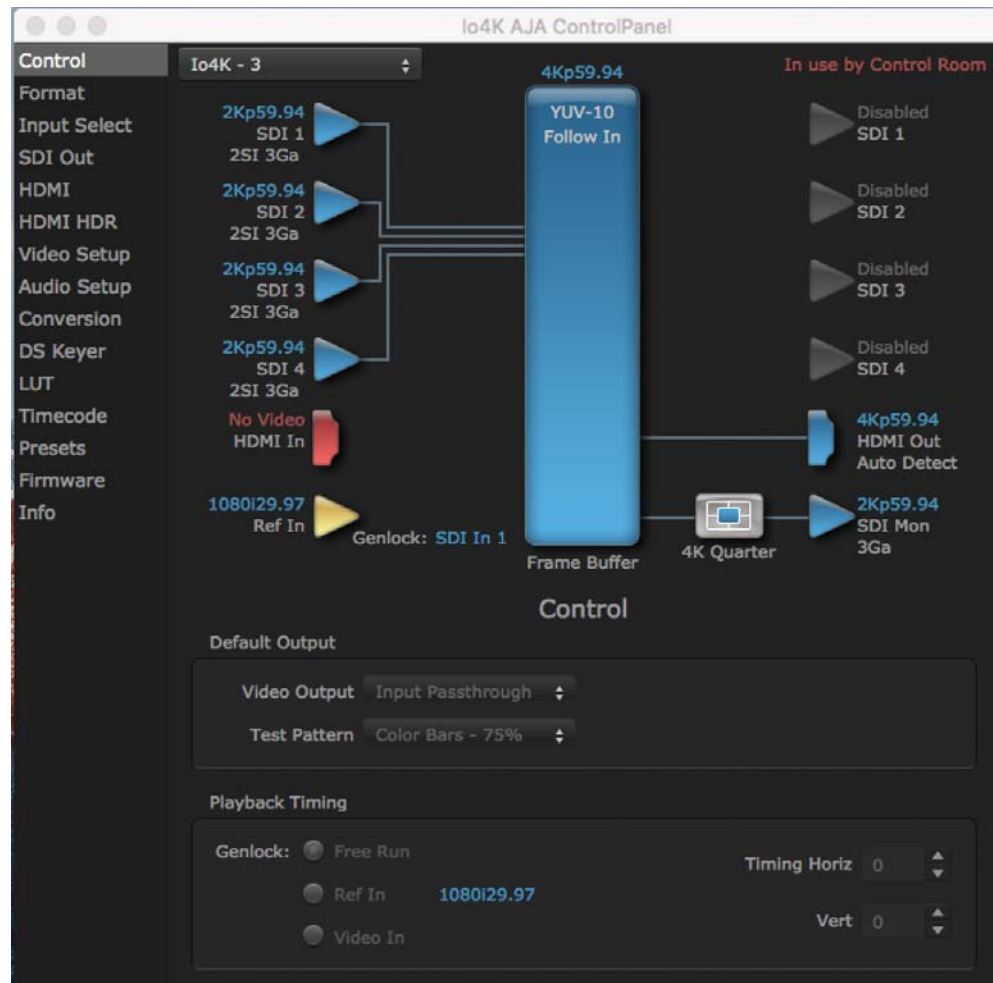 Io4K AJA ControlPanel
Control
Format
Input Select
SDI Out
HDMI
HDMI HDR
Video Setup
Audio Setup
Conversion
DS Keyer
LUT
Timecode
Presets
Firmware
Info
Io4K - 3
4Kp59.94
In use by Control Room
2Kp59.94
SDI 1
2SI 3Ga
2Kp59.94
SDI 2
2SI 3Ga
2Kp59.94
SDI 3
2SI 3Ga
2Kp59.94
SDI 4
2SI 3Ga
No Video
HDMI In
1080i29.97
Ref In
Genlock: SDI In 1
YUV-10
Follow In
Frame Buffer
4K Quarter
Disabled
SDI 1
Disabled
SDI 2
Disabled
SDI 3
Disabled
SDI 4
4Kp59.94
HDMI Out
Auto Detect
2Kp59.94
SDI Mon
3Ga
Control
Default Output
Video Output Input Passthrough
Test Pattern Color Bars - 75%
Playback Timing
Genlock: Free Run
Ref In 1080i29.97
Video In
Timing Horiz 0
Vert 0